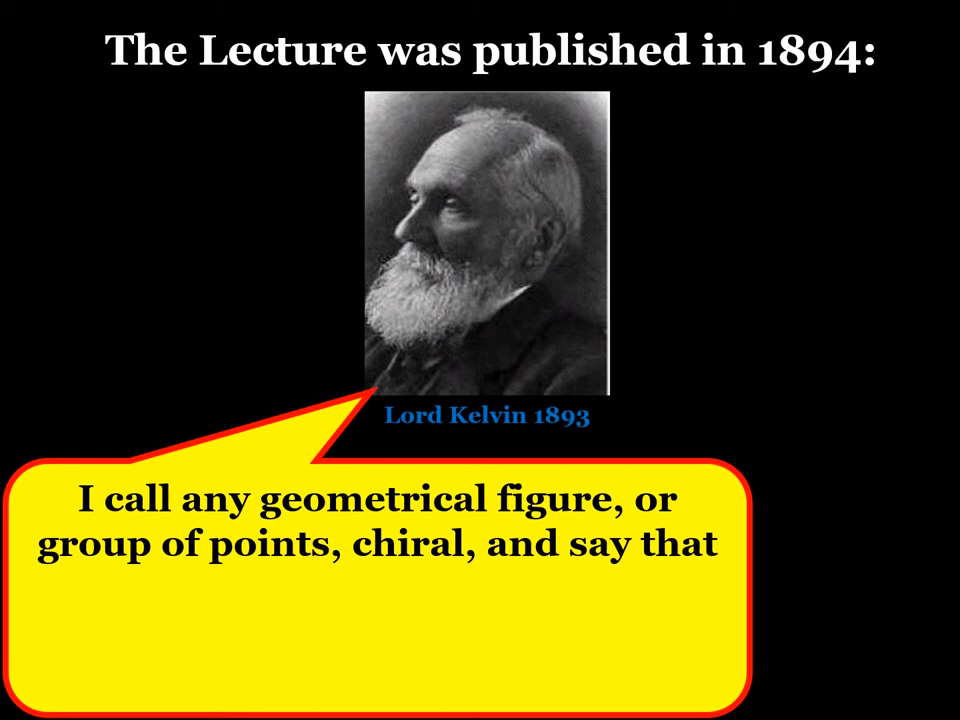 The Lecture was published in 1894:
Lord Kelvin 1893
I call any geometrical figure, or
group of points, chiral, and say that